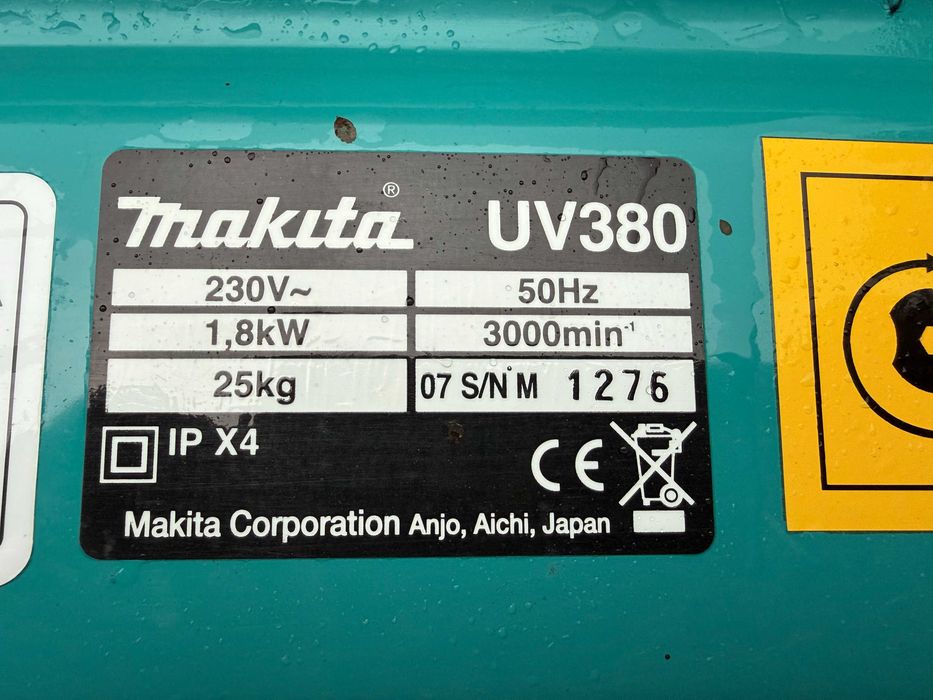 makita®
UV380
230V~
50Hz
1,8kW
3000min-1
25kg
07 S/N° M 1276
IP X4
CE
Makita Corporation Anjo, Aichi, Japan